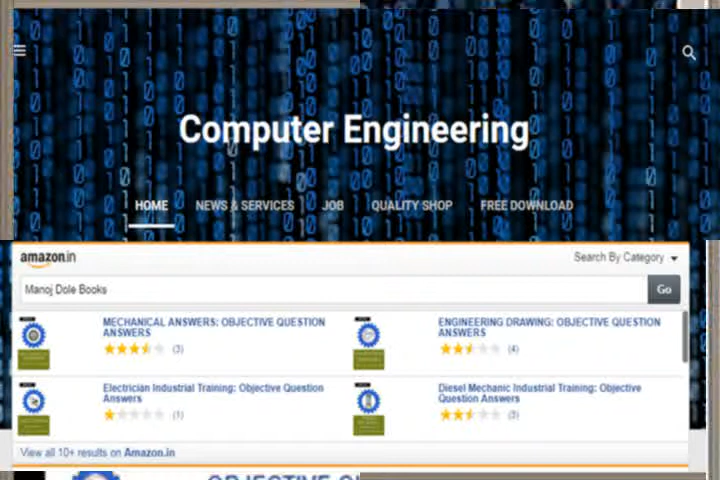 Computer Engineering
HOME NEWS & SERVICES JOB QUALITY SHOP FREE DOWNLOAD
amazon.in Search By Category
Manoj Dole Books Go
MECHANICAL ANSWERS: OBJECTIVE QUESTION
ANSWERS
(3)
ENGINEERING DRAWING: OBJECTIVE QUESTION
ANSWERS
(4)
Electrician Industrial Training: Objective Question
Answers
(1)
Diesel Mechanic Industrial Training: Objective
Question Answers
(3)
View all 10+ results on Amazon.in